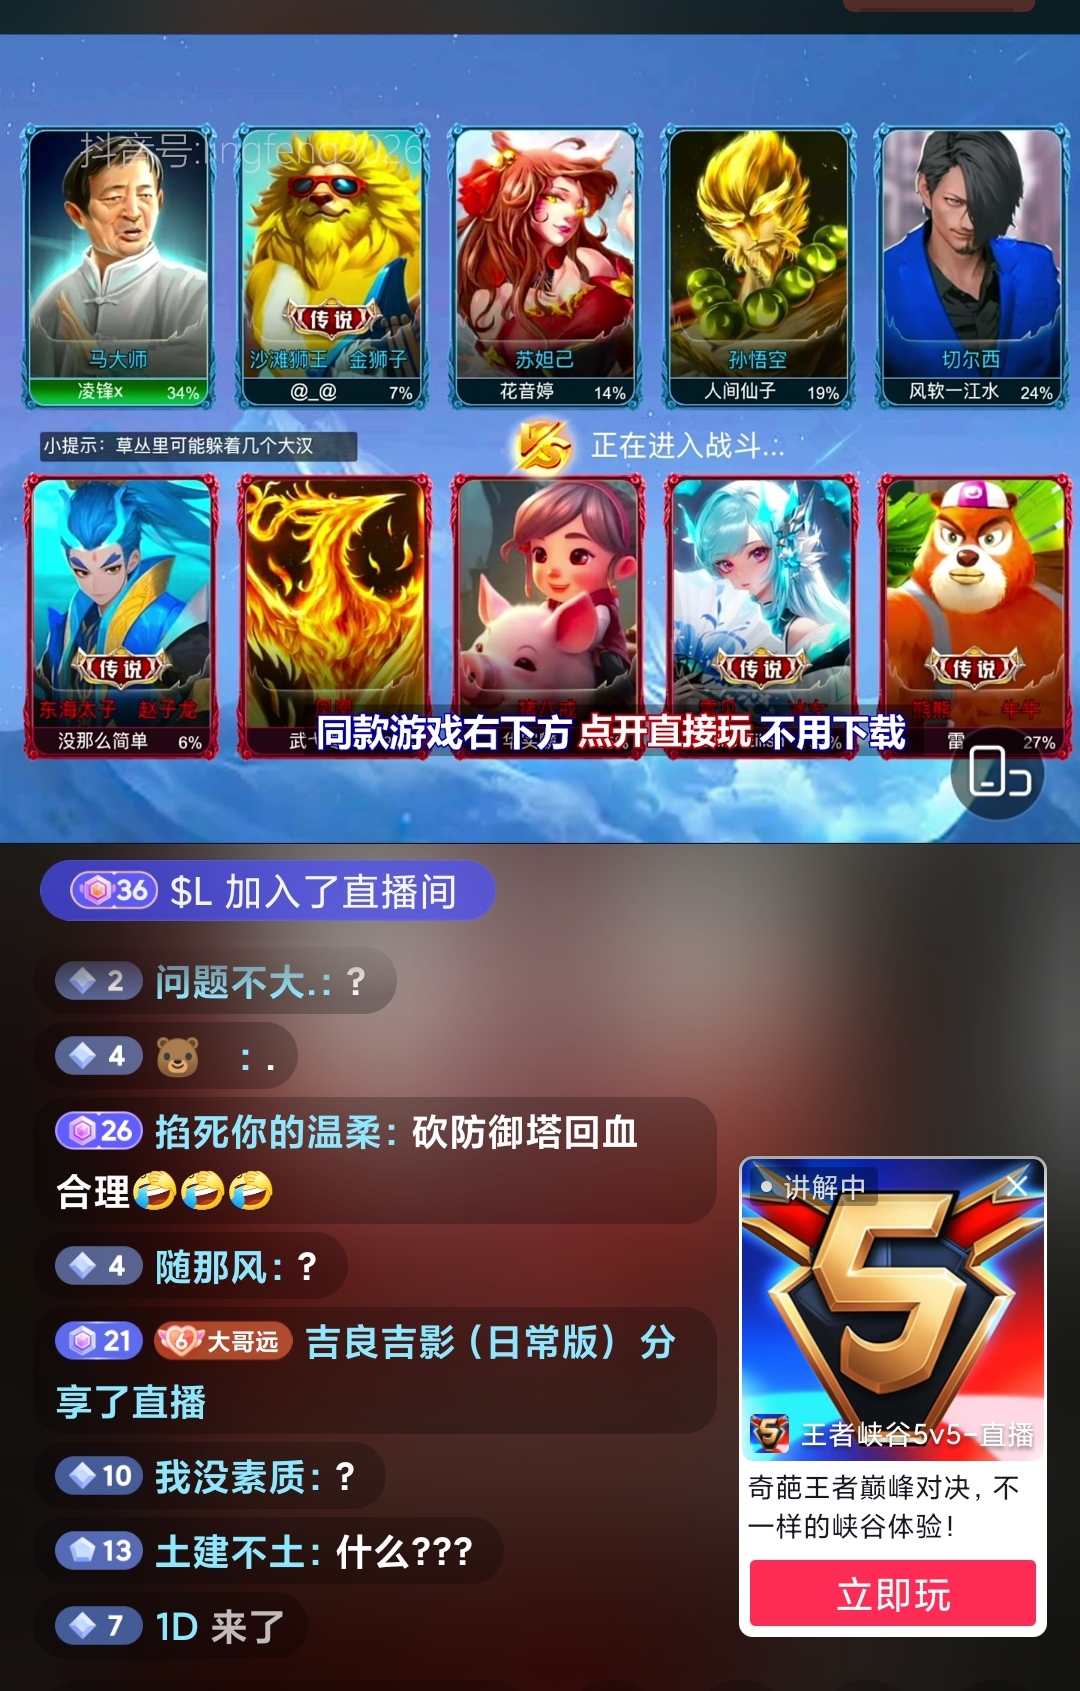 抖音号:lingfeng3026
传说
马大师
沙滩狮王 金狮子
苏妲己
孙悟空
切尔西
凌锋x 34%
@_@ 7%
花音婷 14%
人间仙子 19%
风软一江水 24%
小提示：草丛里可能躲着几个大汉
VS
正在进入战斗...
传说
传说
传说
东海太子 赵子龙
熊熊 牛牛
没那么简单 6%
武
雷
27%
同款游戏右下方点开直接玩不用下载
36 $L 加入了直播间
2 问题不大.：?
4 ：.
26 掐死你的温柔：砍防御塔回血
合理
4 随那风：?
21 6 大哥远 吉良吉影（日常版）分
享了直播
10 我没素质：?
13 土建不土：什么???
7 1D 来了
讲解中
5
王者峡谷5v5-直播
奇葩王者巅峰对决，不
一样的峡谷体验！
立即玩